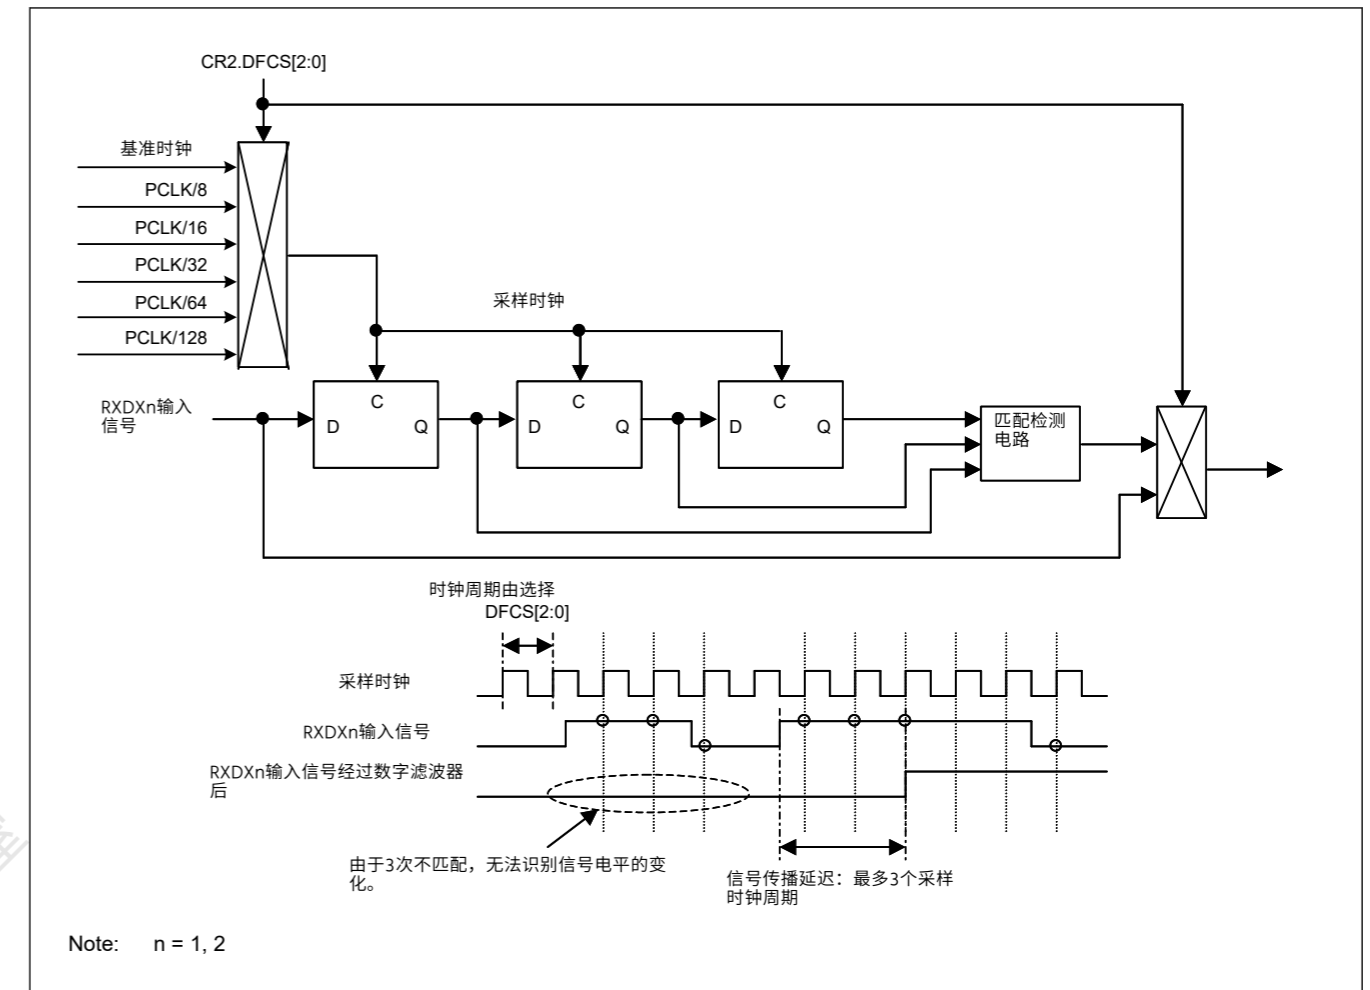 CR2.DFCS[2:0]
基准时钟
PCLK/8
PCLK/16
PCLK/32
PCLK/64
PCLK/128
采样时钟
RXDXn输入
信号
C
D
Q
C
D
Q
C
D
Q
匹配检测
电路
时钟周期由选择
DFCS[2:0]
采样时钟
RXDXn输入信号
RXDXn输入信号经过数字滤波器
后
由于3次不匹配，无法识别信号电平的变
化。
信号传播延迟：最多3个采样
时钟周期
Note: n = 1, 2